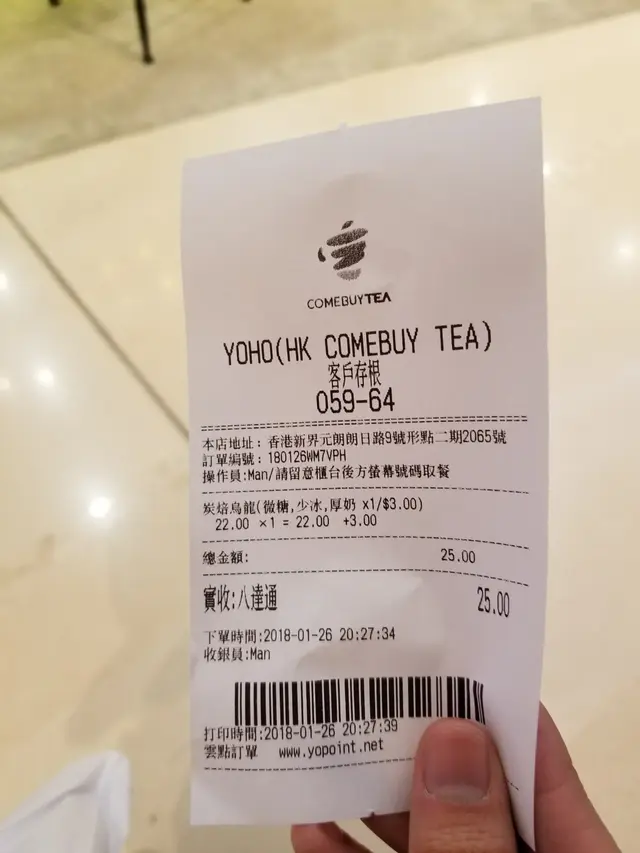 COMEBUYTEA
YOHO(HK COMEBUY TEA)
客戶存根
059-64
本店地址: 香港新界元朗朗日路9號形點二期2065號
訂單編號: 180126WM7VPH
操作員:Man/請留意櫃台後方螢幕號碼取餐
炭焙烏龍(微糖,少冰,厚奶 x1/$3.00)
22.00 ×1 = 22.00 +3.00
總金額: 25.00
實收:八達通 25.00
下單時間:2018-01-26 20:27:34
收銀員:Man
打印時間:2018-01-26 20:27:39
雲點訂單 www.yopoint.net